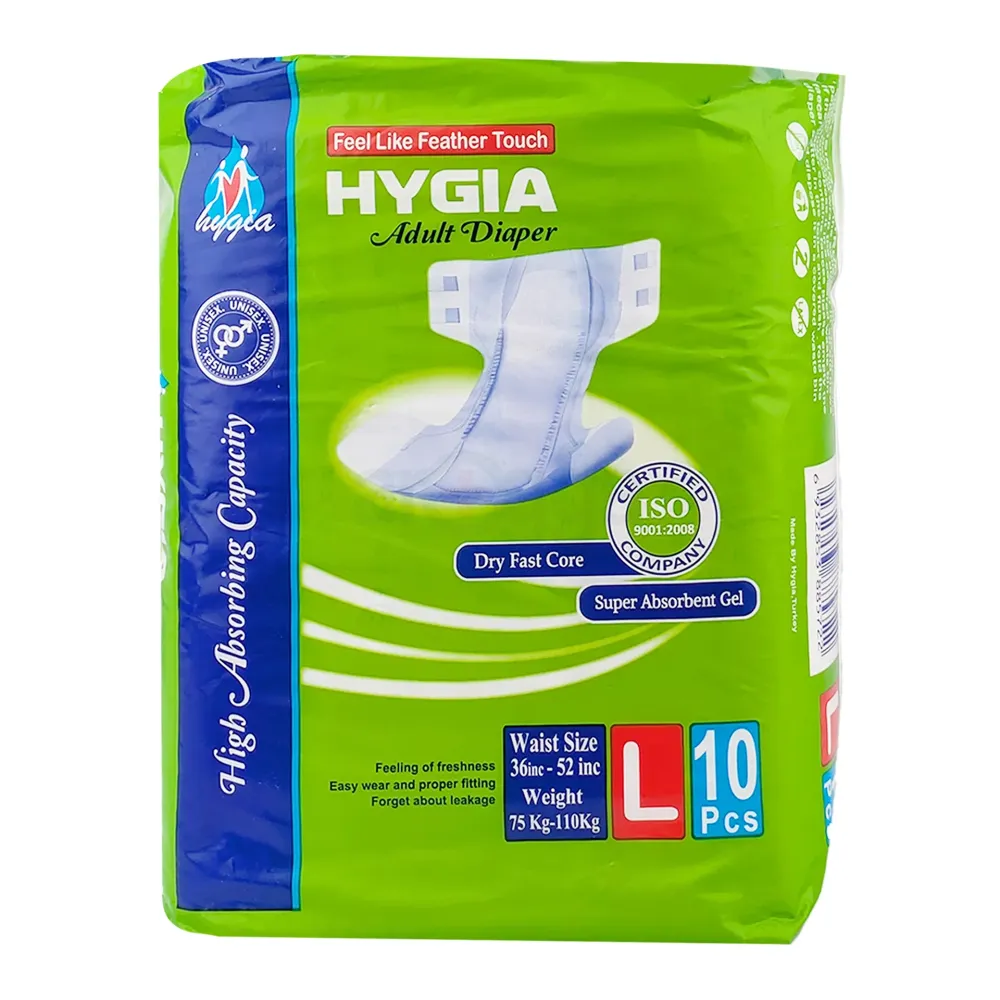 Feel Like Feather Touch
HYGIA
Adult Diaper
hygia
UNISEX. UNISEX. UNISEX. UNISEX.
High Absorbing Capacity
CERTIFIED
ISO
9001:2008
COMPANY
Dry Fast Core
Super Absorbent Gel
Feeling of freshness
Easy wear and proper fitting
Forget about leakage
Waist Size
36inc - 52 inc
Weight
75 Kg-110Kg
L
10
Pcs
Made By Hygia,Turkey